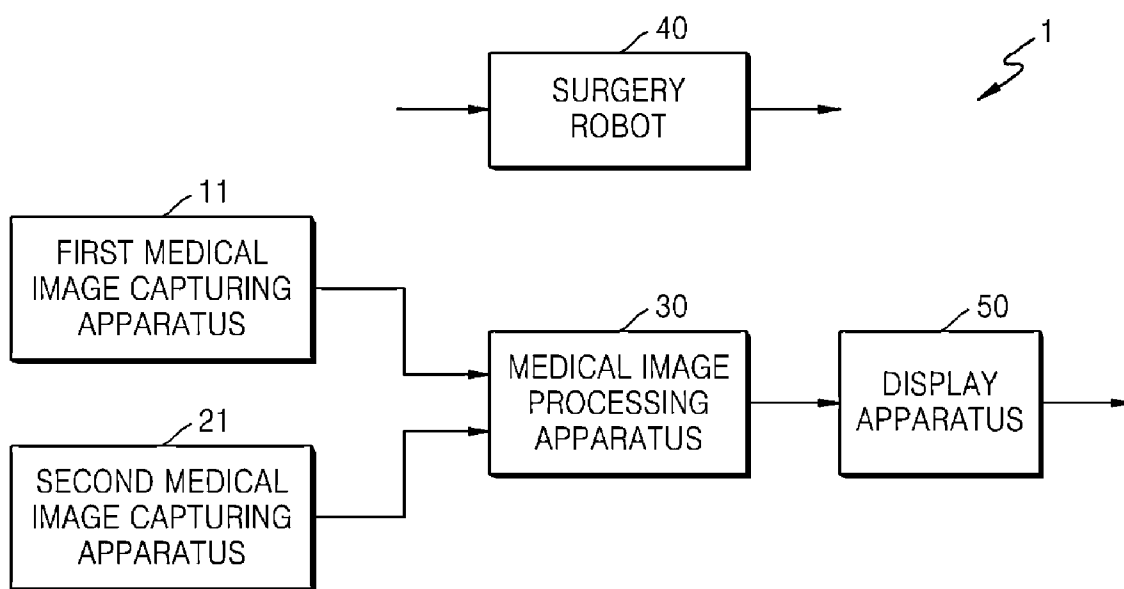 40
1
SURGERY
ROBOT
11
FIRST MEDICAL
IMAGE CAPTURING
APPARATUS
30
MEDICAL IMAGE
PROCESSING
APPARATUS
50
DISPLAY
APPARATUS
21
SECOND MEDICAL
IMAGE CAPTURING
APPARATUS